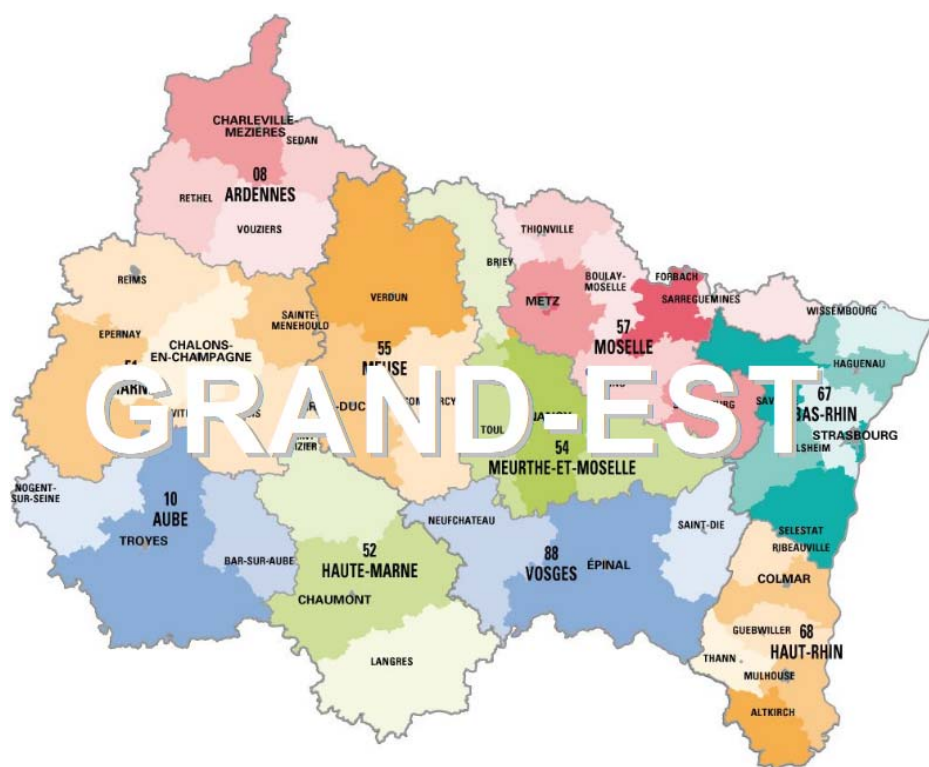 CHARLEVILLE-
MEZIÈRES
SEDAN
08
ARDENNES
RETHEL
VOUZIERS
THIONVILLE
BRIEY
BOULAY-
MOSELLE
FORBACH
METZ
SARREGUEMINES
WISSEMBOURG
57
MOSELLE
REIMS
VERDUN
SAINTE-
MENEHOULD
EPERNAY
CHALONS-
EN-CHAMPAGNE
55
MEUSE
HAGUENAU
67
BAS-RHIN
GRAND-EST
TOUL
STRASBOURG
54
MEURTHE-ET-MOSELLE
NOGENT-
SUR-SEINE
10
AUBE
TROYES
BAR-SUR-AUBE
NEUFCHATEAU
SAINT-DIE
SELESTAT
RIBEAUVILLE
52
HAUTE-MARNE
88
VOSGES
ÉPINAL
CHAUMONT
COLMAR
LANGRES
GUEBWILLER
68
HAUT-RHIN
THANN
MULHOUSE
ALTKIRCH